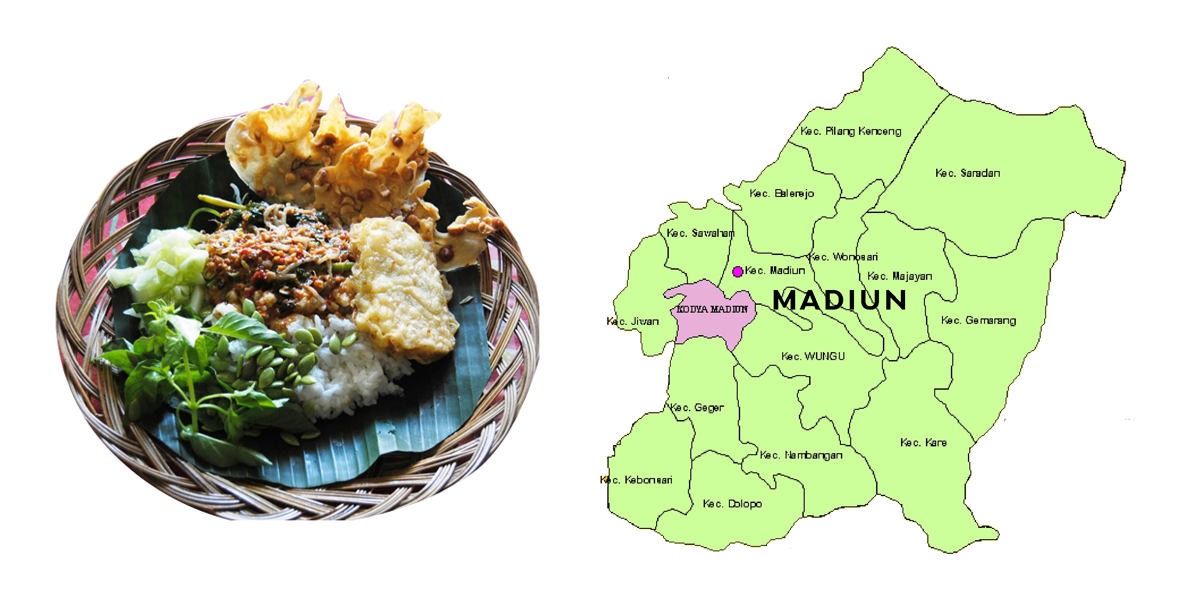 Kec. Pilang Kenceng
Kec. Saradan
Kec. Balerejo
Kec. Sawahan
Kec. Wonosari
Kec. Madiun
Kec. Majayan
MADIUN
KODYA MADIUN
Kec. Jiwan
Kec. Gemarang
Kec. WUNGU
Kec. Geger
Kec. Kare
Kec. Nambangan
Kec. Kebonsari
Kec. Dolopo